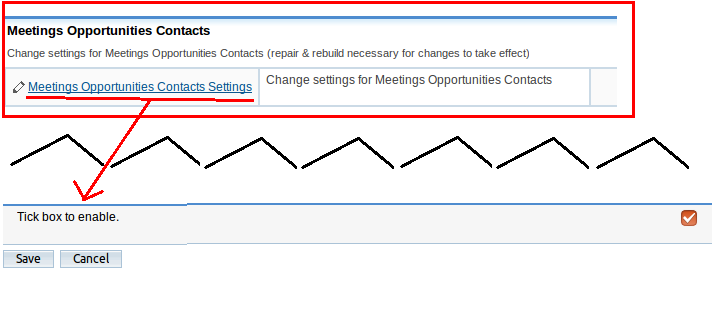 Meetings Opportunities Contacts
Change settings for Meetings Opportunities Contacts (repair & rebuild necessary for changes to take effect)
Meetings Opportunities Contacts Settings
Change settings for Meetings Opportunities Contacts
Tick box to enable.
Save
Cancel